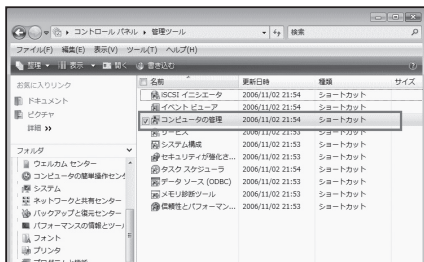 コントロール パネル ▸ 管理ツール
検索
ファイル(F) 編集(E) 表示(V) ツール(T) ヘルプ(H)
整理 表示 開く 書き込む
お気に入りリンク
ドキュメント
ピクチャ
詳細 >>
フォルダ
ウェルカム センター
コンピュータの簡単操作セン
システム
ネットワークと共有センター
バックアップと復元センター
パフォーマンスの情報とツー
フォント
プリンタ
名前 更新日時 種類 サイズ
iSCSI イニシエータ 2006/11/02 21:54 ショートカット
イベント ビューア 2006/11/02 21:54 ショートカット
コンピュータの管理 2006/11/02 21:54 ショートカット
サービス 2006/11/02 21:53 ショートカット
システム構成 2006/11/02 21:53 ショートカット
セキュリティが強化さ... 2006/11/02 21:53 ショートカット
タスク スケジューラ 2006/11/02 21:54 ショートカット
データ ソース (ODBC) 2006/11/02 21:53 ショートカット
メモリ診断ツール 2006/11/02 21:53 ショートカット
信頼性とパフォーマン... 2006/11/02 21:53 ショートカット